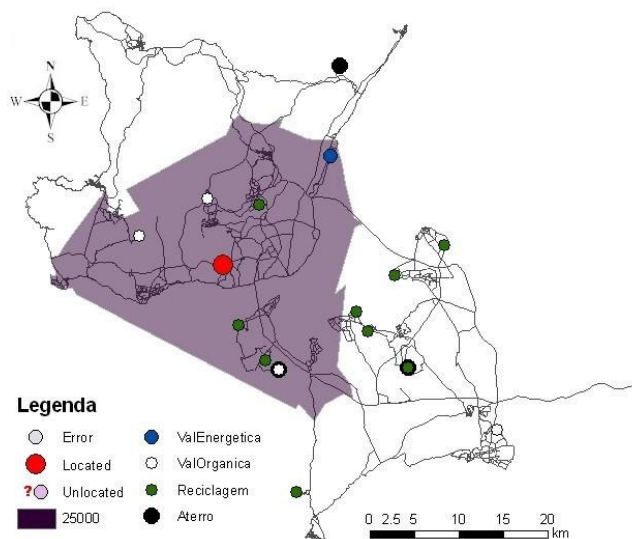 N
W E
S
Legenda
Error
Located
? Unlocated
25000
ValEnergetica
ValOrganica
Reciclagem
Aterro
0 2.5 5 10 15 20
km